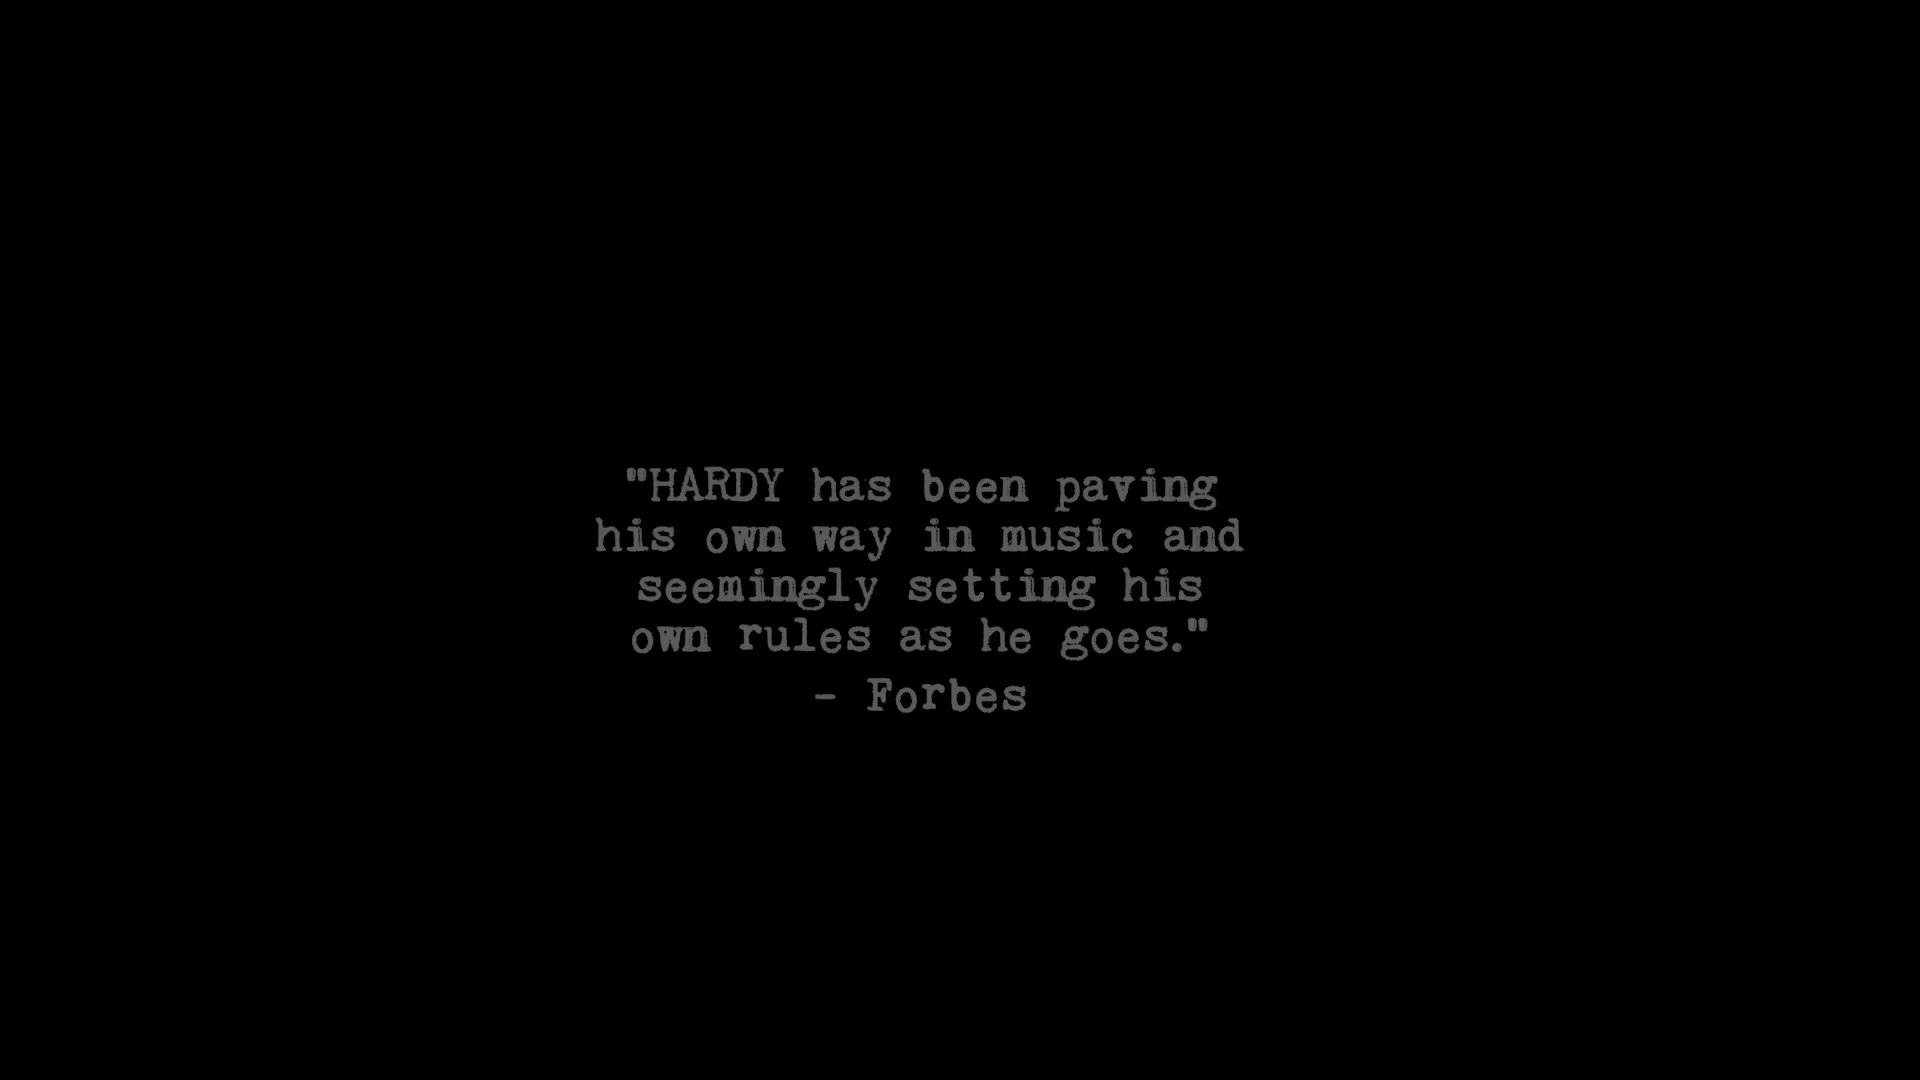 "HARDY has been paving
his own way in music and
seemingly setting his
own rules as he goes."
- Forbes